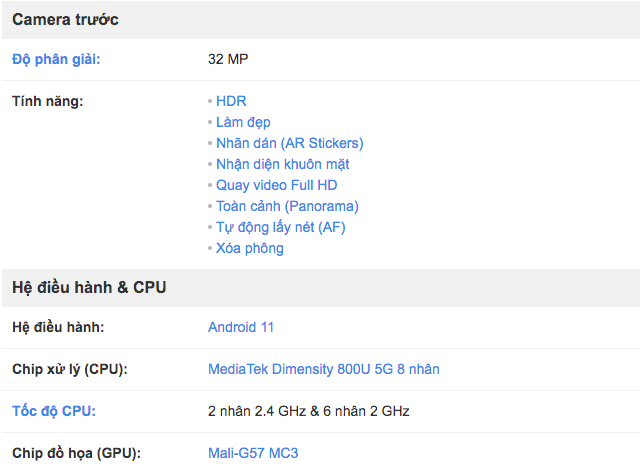 Camera trước
Độ phân giải: 32 MP
Tính năng: • HDR
• Làm đẹp
• Nhãn dán (AR Stickers)
• Nhận diện khuôn mặt
• Quay video Full HD
• Toàn cảnh (Panorama)
• Tự động lấy nét (AF)
• Xóa phông
Hệ điều hành & CPU
Hệ điều hành: Android 11
Chip xử lý (CPU): MediaTek Dimensity 800U 5G 8 nhân
Tốc độ CPU: 2 nhân 2.4 GHz & 6 nhân 2 GHz
Chip đồ họa (GPU): Mali-G57 MC3